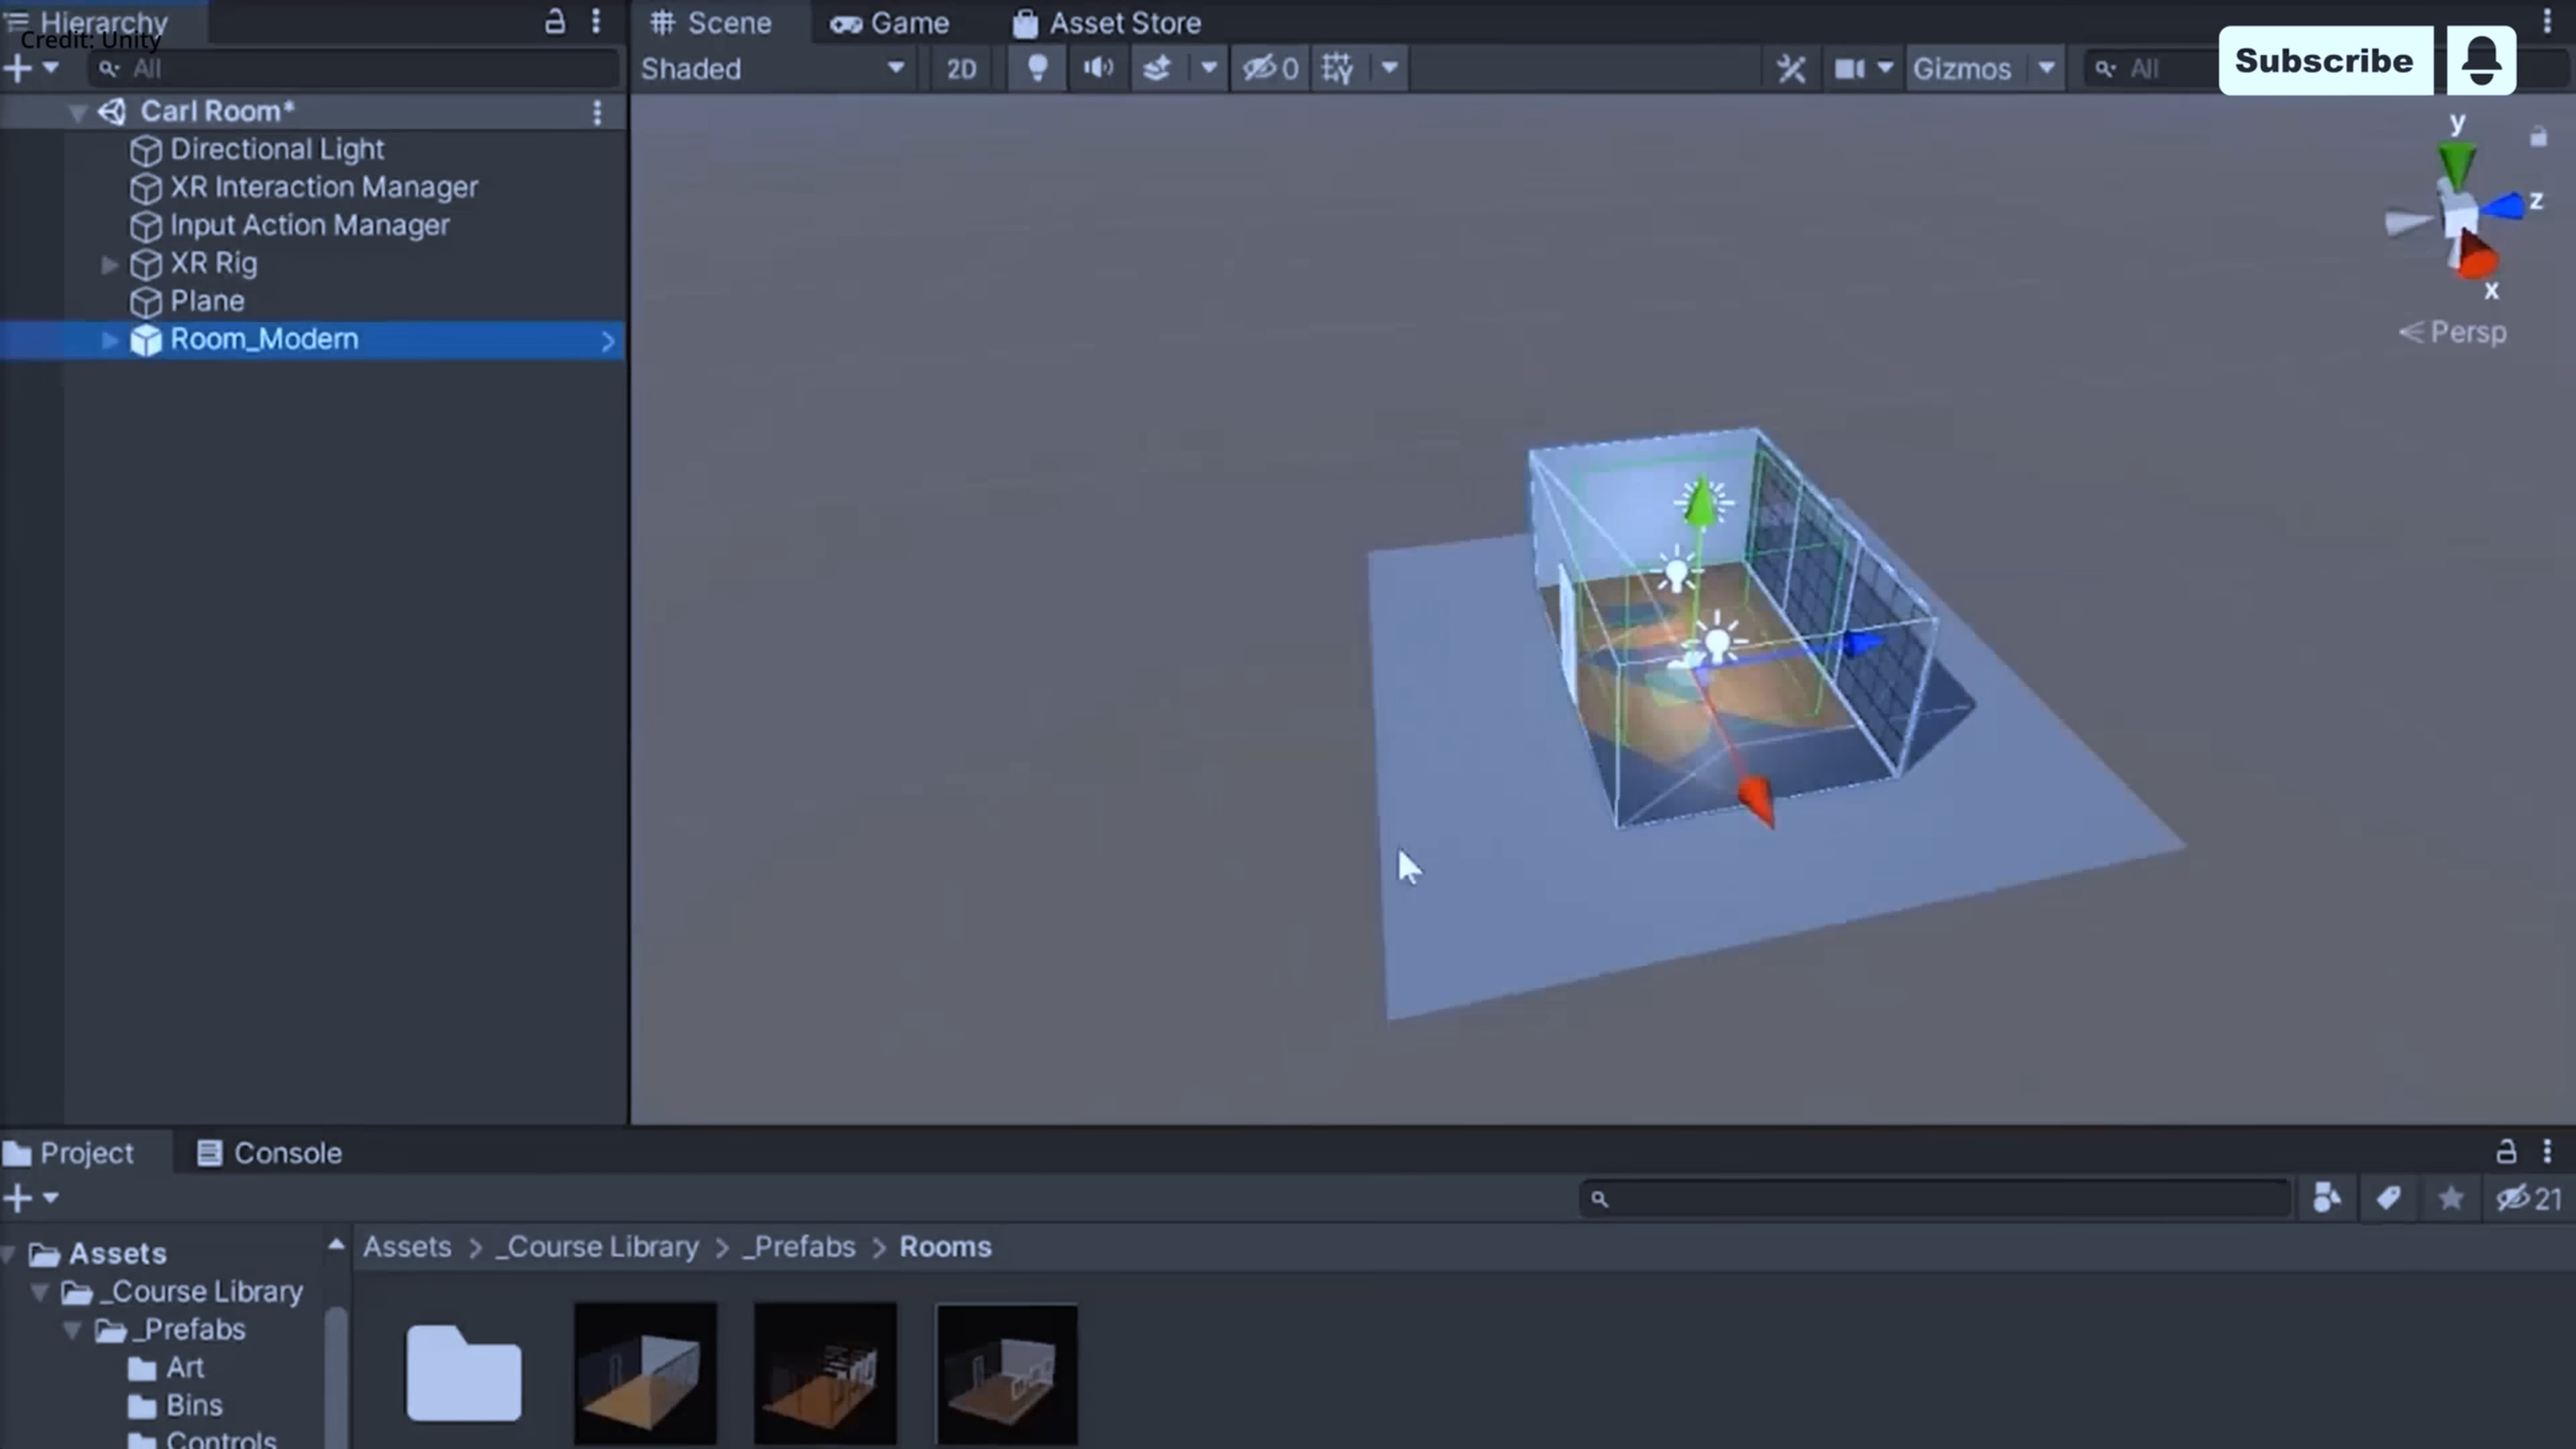 Hierarchy
Credit: Unity
All
Carl Room*
Directional Light
XR Interaction Manager
Input Action Manager
XR Rig
Plane
Room_Modern
Scene
Game
Asset Store
Shaded
2D
0
Gizmos
All
Subscribe
y
z
x
Persp
Project
Console
21
Assets
_Course Library
_Prefabs
Art
Bins
Controls
Assets > _Course Library > _Prefabs > Rooms